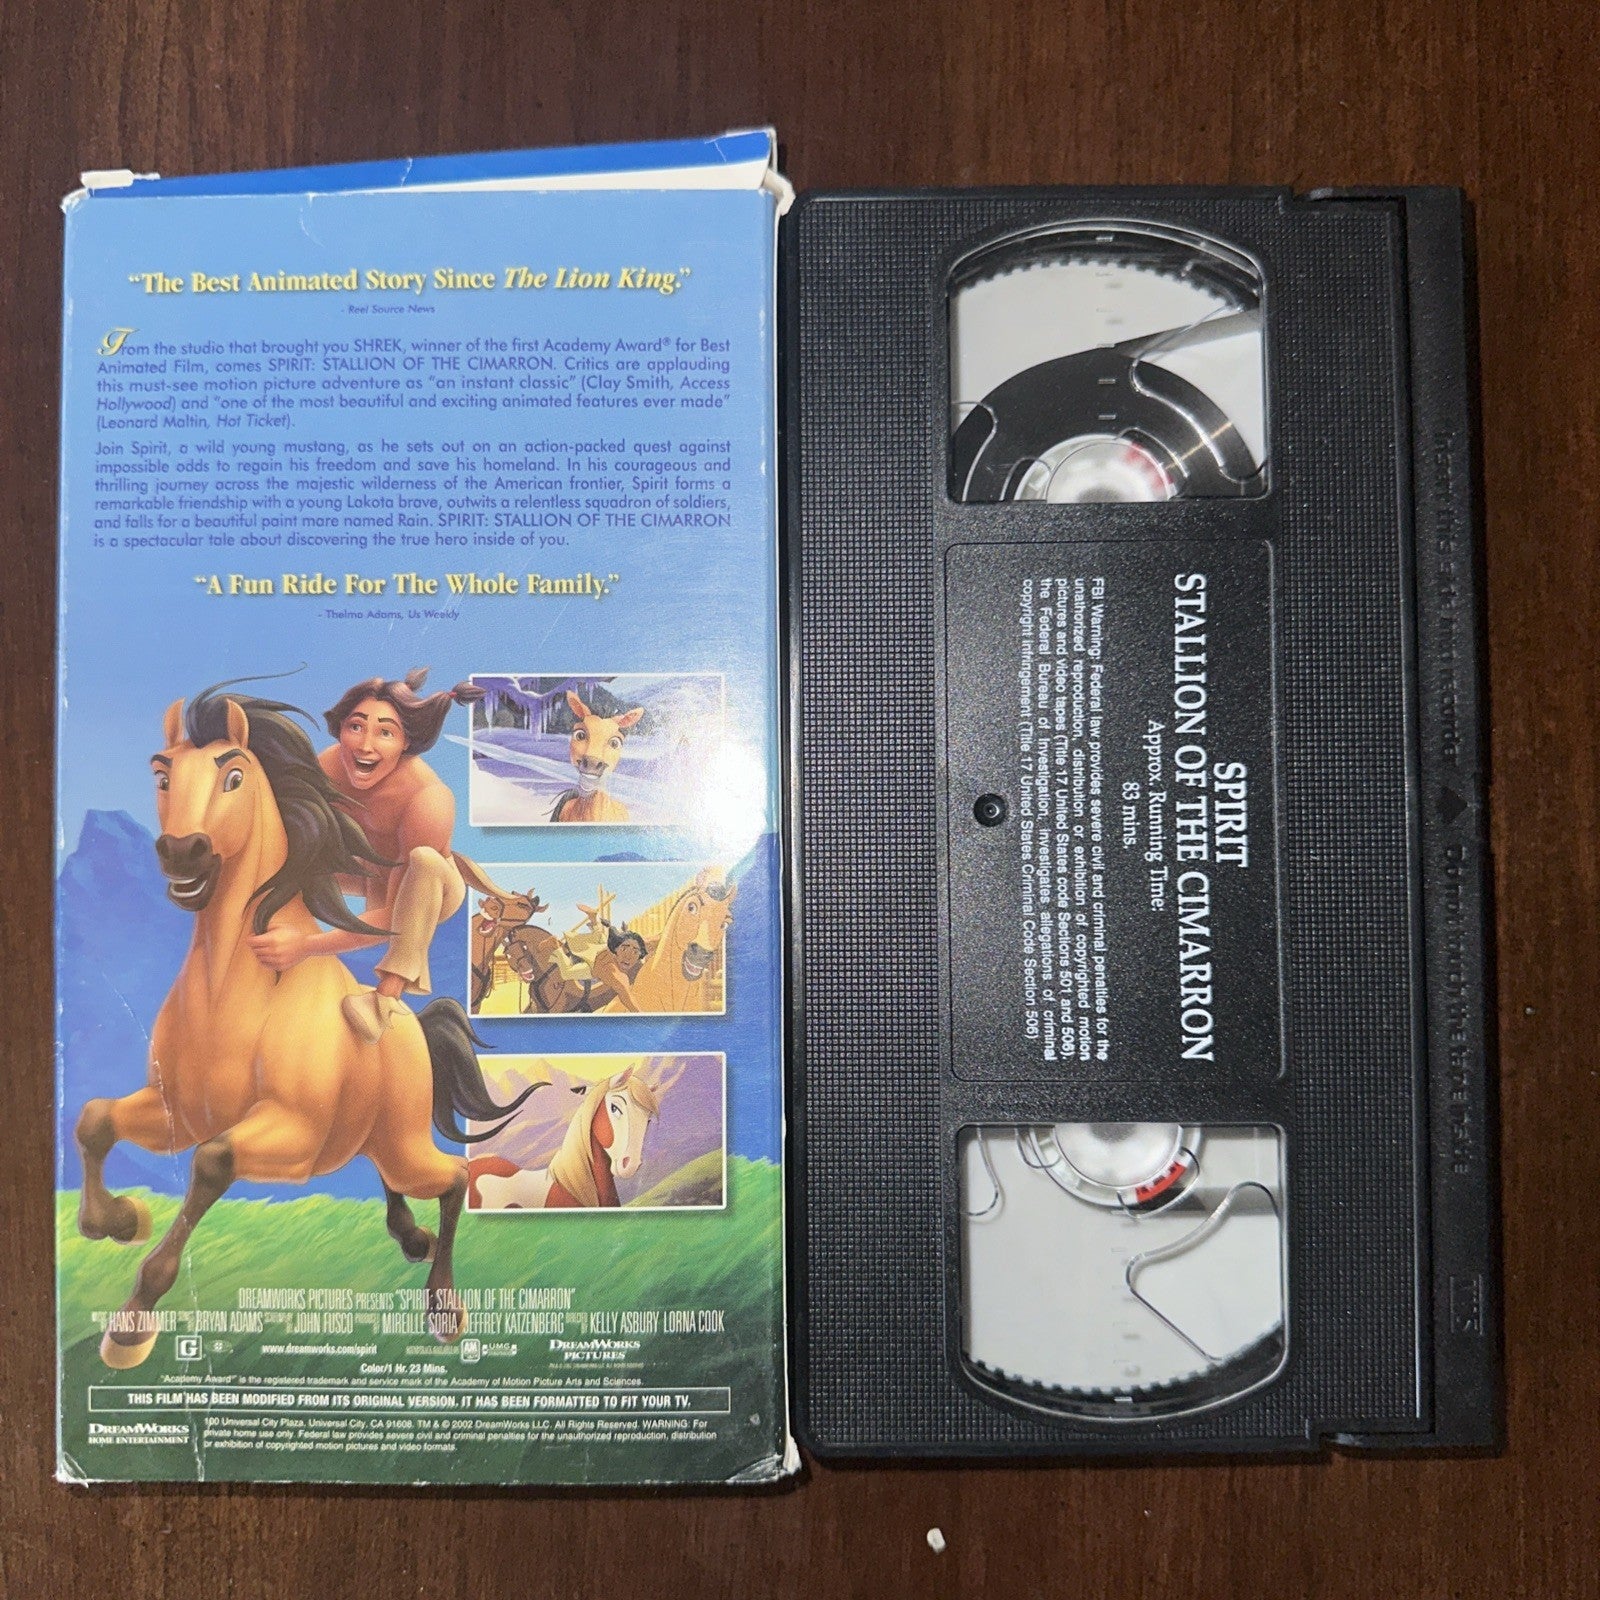 “The Best Animated Story Since The Lion King.”
- Reel Source News
From the studio that brought you SHREK, winner of the first Academy Award® for Best
Animated Film, comes SPIRIT: STALLION OF THE CIMARRON. Critics are applauding
this must-see motion picture adventure as "an instant classic" (Clay Smith, Access
Hollywood) and "one of the most beautiful and exciting animated features ever made"
(Leonard Maltin, Hot Ticket).
Join Spirit, a wild young mustang, as he sets out on an action-packed quest against
impossible odds to regain his freedom and save his homeland. In his courageous and
thrilling journey across the majestic wilderness of the American frontier, Spirit forms a
remarkable friendship with a young Lakota brave, outwits a relentless squadron of soldiers,
and falls for a beautiful paint mare named Rain. SPIRIT: STALLION OF THE CIMARRON
is a spectacular tale about discovering the true hero inside of you.
“A Fun Ride For The Whole Family.”
- Thelma Adams, Us Weekly
DREAMWORKS PICTURES PRESENTS "SPIRIT: STALLION OF THE CIMARRON"
HANS ZIMMER BRYAN ADAMS JOHN FUSCO MIREILLE SORIA JEFFREY KATZENBERG KELLY ASBURY LORNA COOK
G www.dreamworks.com/spirit A&M UMG DREAMWORKS
PICTURES
Color/1 Hr. 23 Mins.
"Academy Award" is the registered trademark and service mark of the Academy of Motion Picture Arts and Sciences.
THIS FILM HAS BEEN MODIFIED FROM ITS ORIGINAL VERSION. IT HAS BEEN FORMATTED TO FIT YOUR TV.
DREAMWORKS
HOME ENTERTAINMENT
100 Universal City Plaza, Universal City, CA 91608. TM & © 2002 DreamWorks LLC. All Rights Reserved. WARNING: For
private home use only. Federal law provides severe civil and criminal penalties for the unauthorized reproduction, distribution
or exhibition of copyrighted motion pictures and video formats.
SPIRIT
STALLION OF THE CIMARRON
Approx. Running Time:
83 mins.
FBI Warning: Federal law provides severe civil and criminal penalties for the
unathorized reproduction, distribution or exhibition of copyrighted motion
pictures and video tapes (Title 17 United States code Sections 501 and 506).
the Federal Bureau of Investigation, investigates allegations of criminal
copyright infringement (Title 17 United States Criminal Code Section 506)
Insert this side into recorder
Do not touch the tape inside
VHS